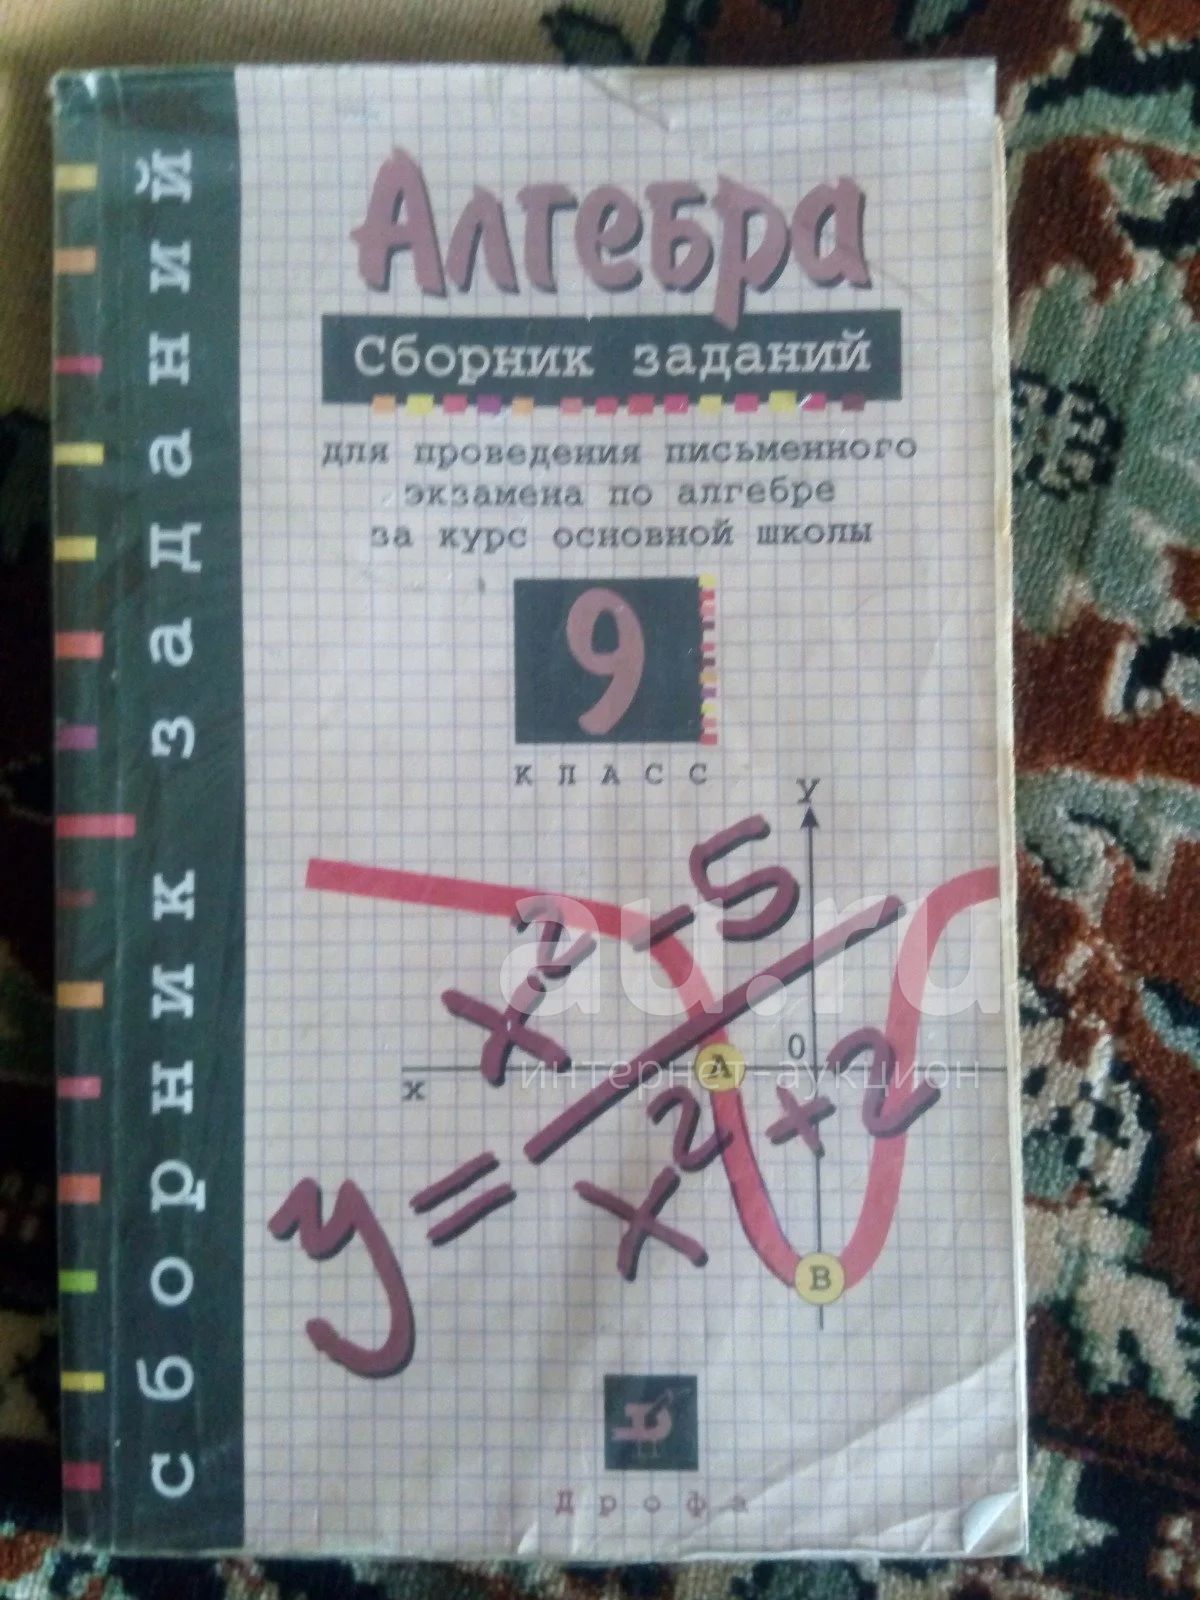 сборник заданий
Алгебра
Сборник заданий
для проведения письменного
экзамена по алгебре
за курс основной школы
9
КЛАСС
y
x² - 5
y = x² + 2
0
x
A
B
au.ru
интернет-аукцион
Дрофа